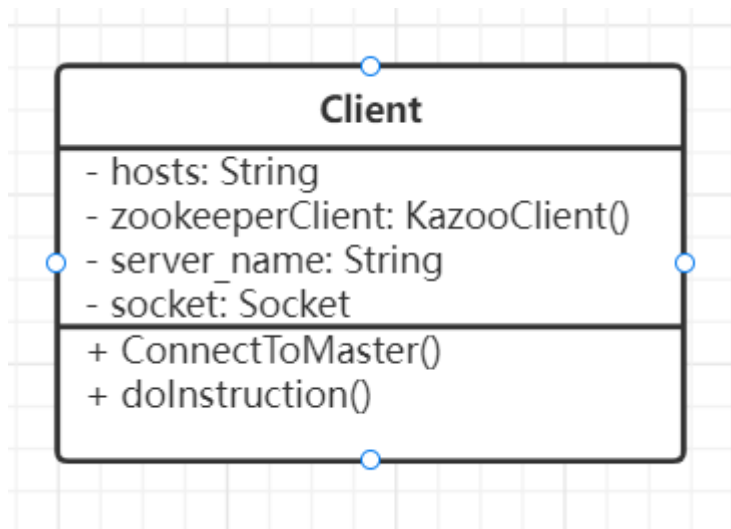 Client
- hosts: String
- zookeeperClient: KazooClient()
- server_name: String
- socket: Socket
+ ConnectToMaster()
+ doInstruction()